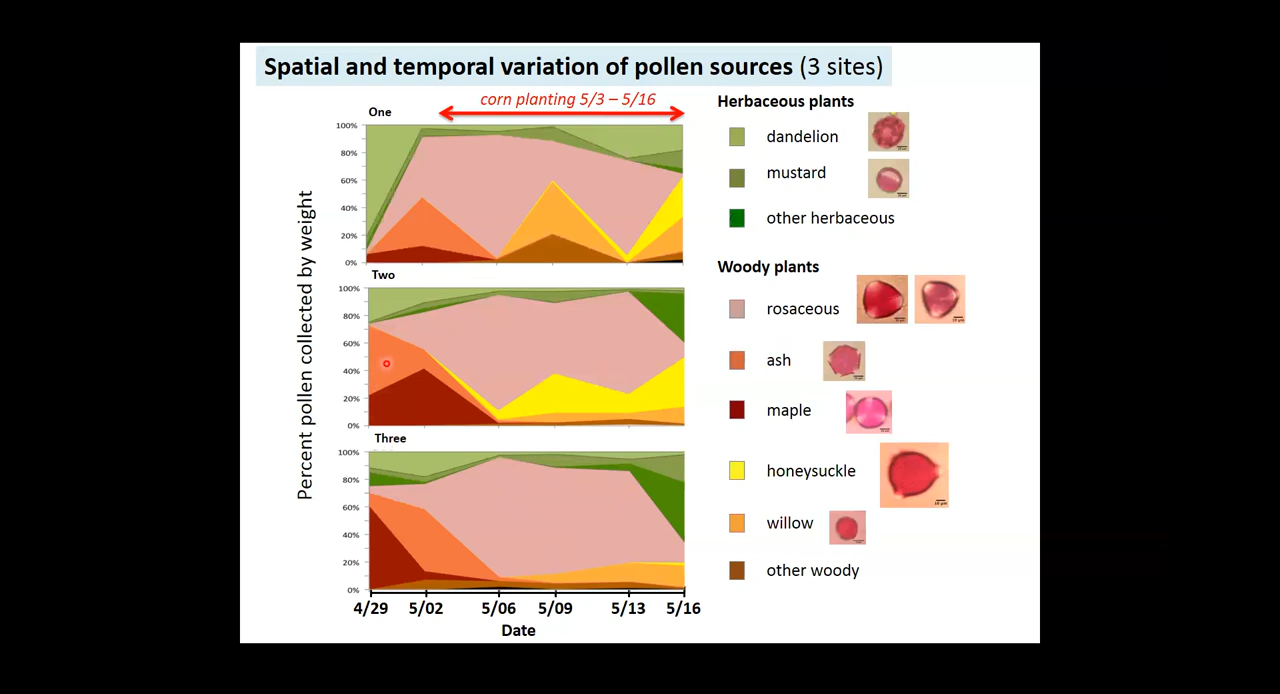 Spatial and temporal variation of pollen sources (3 sites)
corn planting 5/3 – 5/16
One
100%
80%
60%
40%
20%
0%
Two
100%
80%
60%
40%
20%
0%
Three
100%
80%
60%
40%
20%
0%
Percent pollen collected by weight
4/29 5/02 5/06 5/09 5/13 5/16
Date
Herbaceous plants
dandelion
mustard
other herbaceous
Woody plants
rosaceous
ash
maple
honeysuckle
willow
other woody